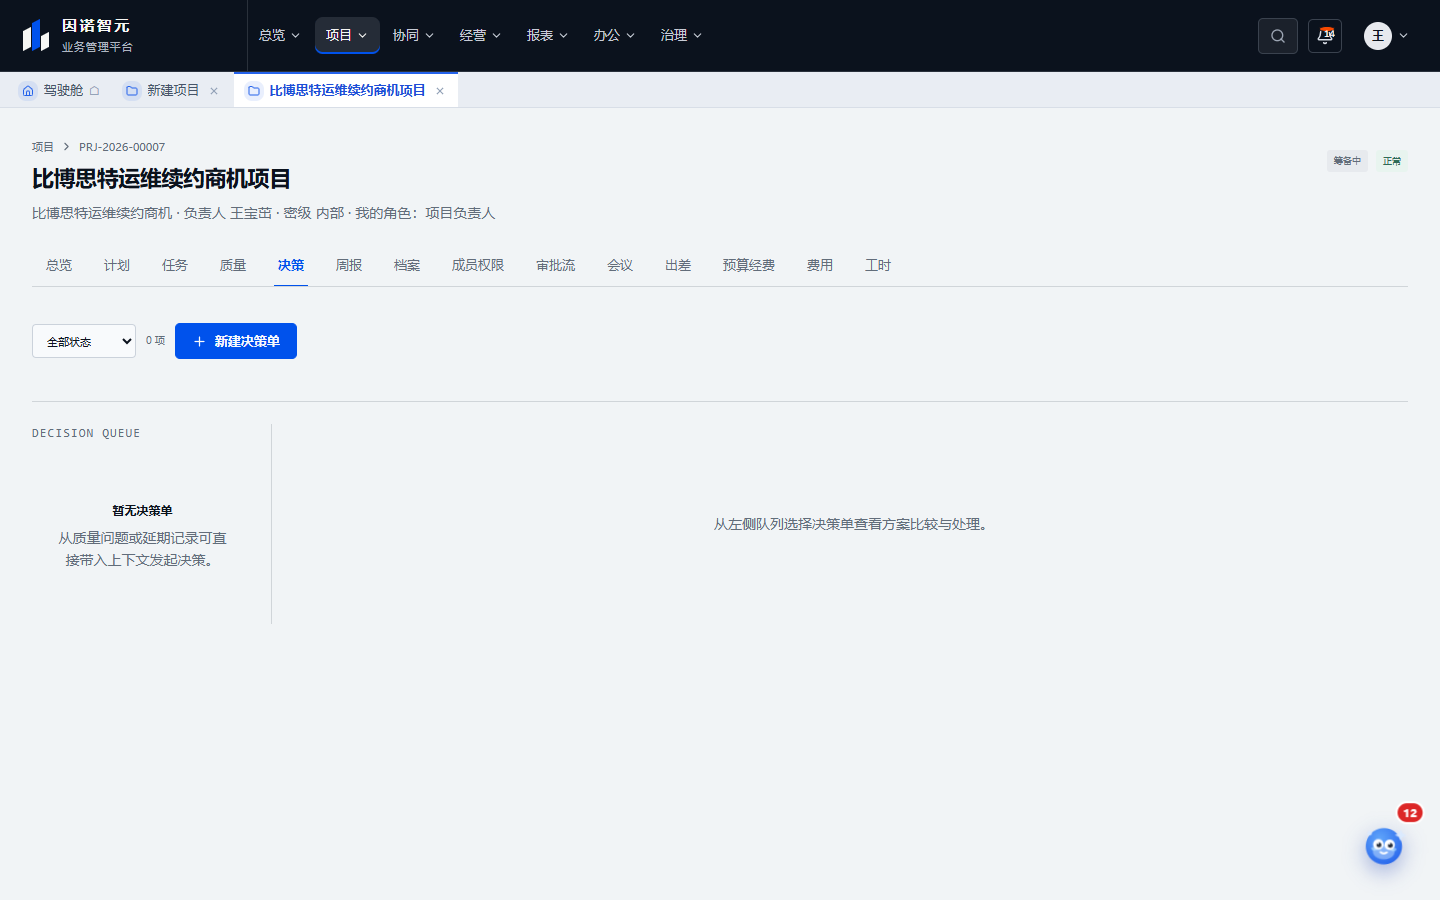 因诺智元
业务管理平台
总览 项目 协同 经营 报表 办公 治理
14
王
驾驶舱 新建项目 比博思特运维续约商机项目
项目 > PRJ-2026-00007
比博思特运维续约商机项目
筹备中 正常
比博思特运维续约商机 · 负责人 王宝茁 · 密级 内部 · 我的角色：项目负责人
总览 计划 任务 质量 决策 周报 档案 成员权限 审批流 会议 出差 预算经费 费用 工时
全部状态 0 项 + 新建决策单
DECISION QUEUE
暂无决策单
从质量问题或延期记录可直
接带入上下文发起决策。
从左侧队列选择决策单查看方案比较与处理。
12